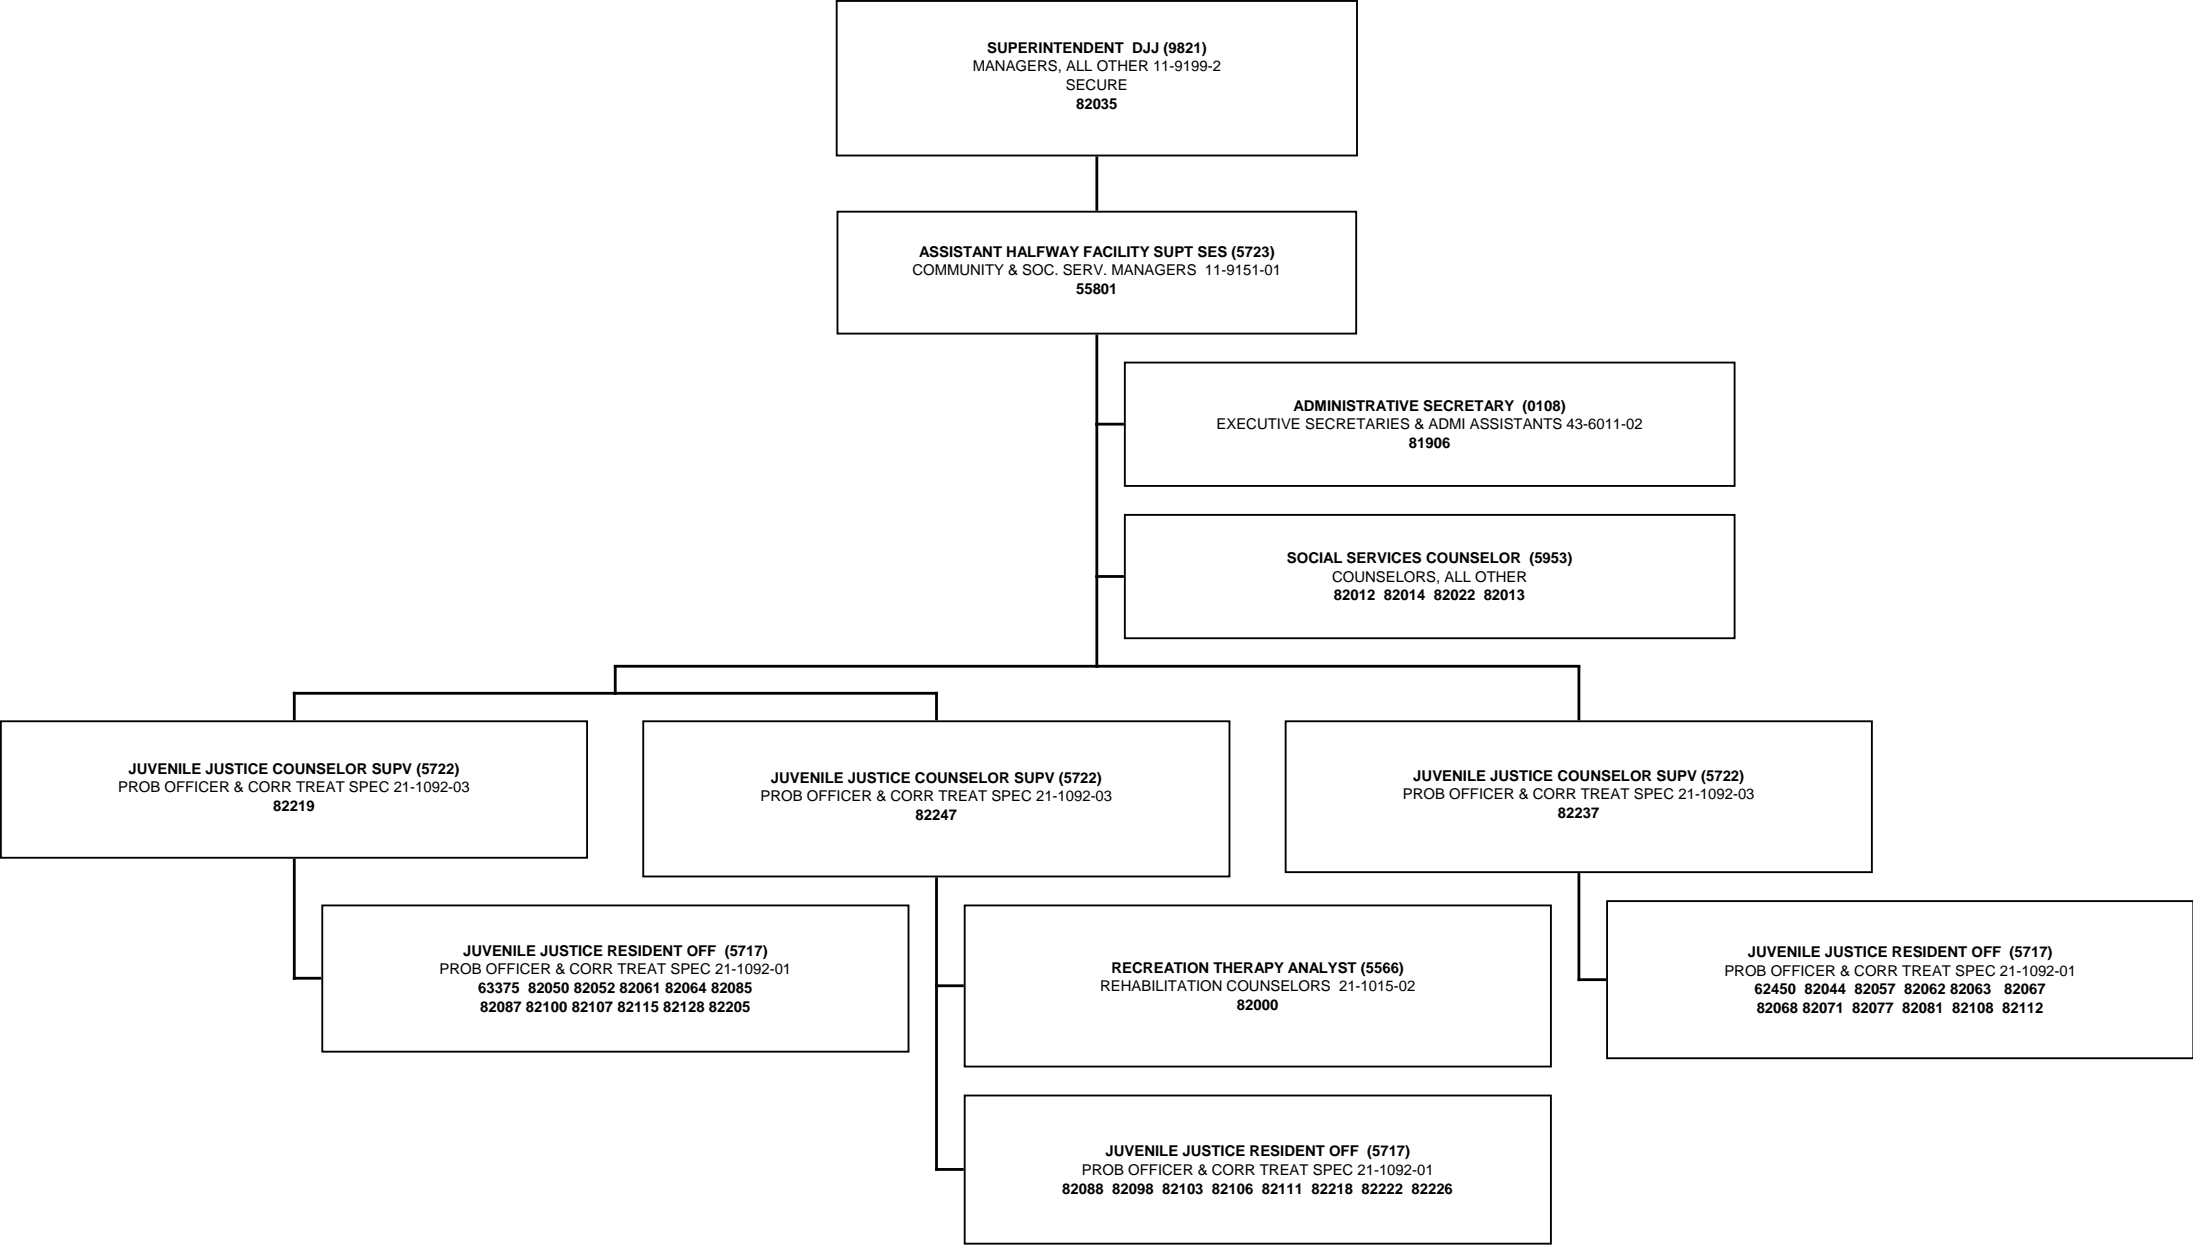 SUPERINTENDENT  DJJ (9821)
MANAGERS, ALL OTHER 11-9199-2
SECURE
82035
ASSISTANT HALFWAY FACILITY SUPT SES (5723)
COMMUNITY & SOC. SERV. MANAGERS  11-9151-01
55801
ADMINISTRATIVE SECRETARY  (0108)
EXECUTIVE SECRETARIES & ADMI ASSISTANTS 43-6011-02
81906
SOCIAL SERVICES COUNSELOR  (5953)
COUNSELORS, ALL OTHER
82012  82014  82022  82013
JUVENILE JUSTICE COUNSELOR SUPV (5722)
PROB OFFICER & CORR TREAT SPEC 21-1092-03
82219
JUVENILE JUSTICE COUNSELOR SUPV (5722)
PROB OFFICER & CORR TREAT SPEC 21-1092-03
82247
JUVENILE JUSTICE COUNSELOR SUPV (5722)
PROB OFFICER & CORR TREAT SPEC 21-1092-03
82237
JUVENILE JUSTICE RESIDENT OFF  (5717)
PROB OFFICER & CORR TREAT SPEC 21-1092-01
63375  82050 82052 82061 82064 82085
82087 82100 82107 82115 82128 82205
RECREATION THERAPY ANALYST (5566)
REHABILITATION COUNSELORS  21-1015-02
82000
JUVENILE JUSTICE RESIDENT OFF  (5717)
PROB OFFICER & CORR TREAT SPEC 21-1092-01
62450  82044  82057  82062 82063   82067
82068 82071  82077  82081  82108  82112
JUVENILE JUSTICE RESIDENT OFF  (5717)
PROB OFFICER & CORR TREAT SPEC 21-1092-01
82088  82098  82103  82106  82111  82218  82222  82226